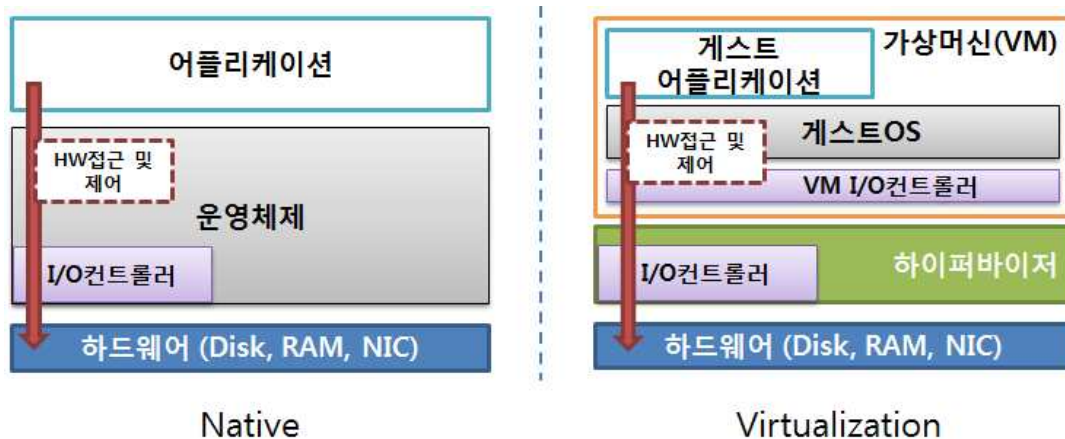 어플리케이션
HW접근 및
제어
운영체제
I/O컨트롤러
하드웨어 (Disk, RAM, NIC)
Native
가상머신(VM)
게스트
어플리케이션
게스트OS
HW접근 및
제어
VM I/O컨트롤러
하이퍼바이저
I/O컨트롤러
하드웨어 (Disk, RAM, NIC)
Virtualization